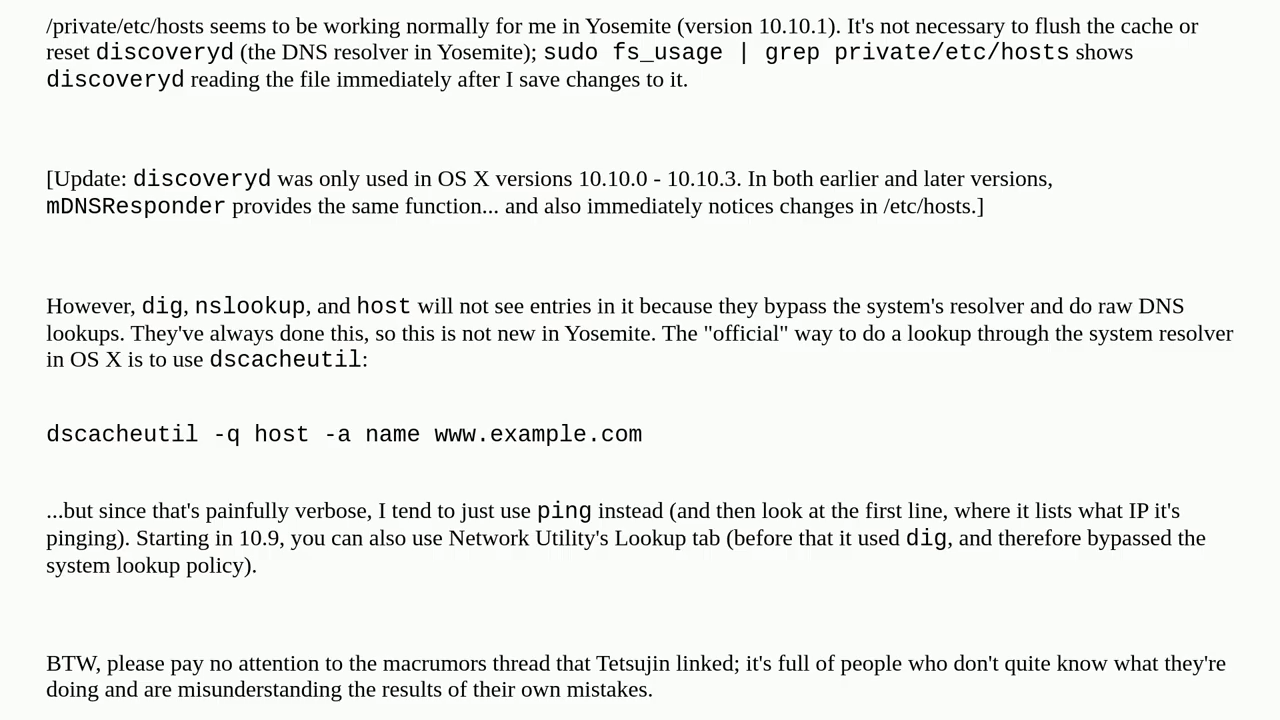 /private/etc/hosts seems to be working normally for me in Yosemite (version 10.10.1). It's not necessary to flush the cache or
reset discoveryd (the DNS resolver in Yosemite); sudo fs_usage | grep private/etc/hosts shows
discoveryd reading the file immediately after I save changes to it.
[Update: discoveryd was only used in OS X versions 10.10.0 - 10.10.3. In both earlier and later versions,
mDNSResponder provides the same function... and also immediately notices changes in /etc/hosts.]
However, dig, nslookup, and host will not see entries in it because they bypass the system's resolver and do raw DNS
lookups. They've always done this, so this is not new in Yosemite. The "official" way to do a lookup through the system resolver
in OS X is to use dscacheutil:
dscacheutil -q host -a name www.example.com
...but since that's painfully verbose, I tend to just use ping instead (and then look at the first line, where it lists what IP it's
pinging). Starting in 10.9, you can also use Network Utility's Lookup tab (before that it used dig, and therefore bypassed the
system lookup policy).
BTW, please pay no attention to the macrumors thread that Tetsujin linked; it's full of people who don't quite know what they're
doing and are misunderstanding the results of their own mistakes.